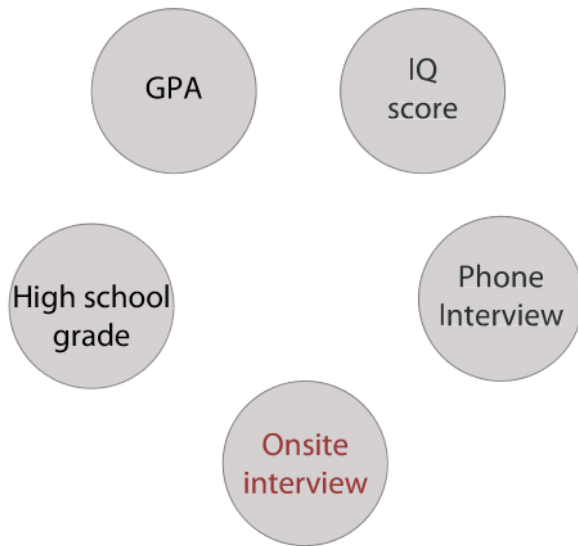 GPA
IQ
score
High school
grade
Phone
Interview
Onsite
interview